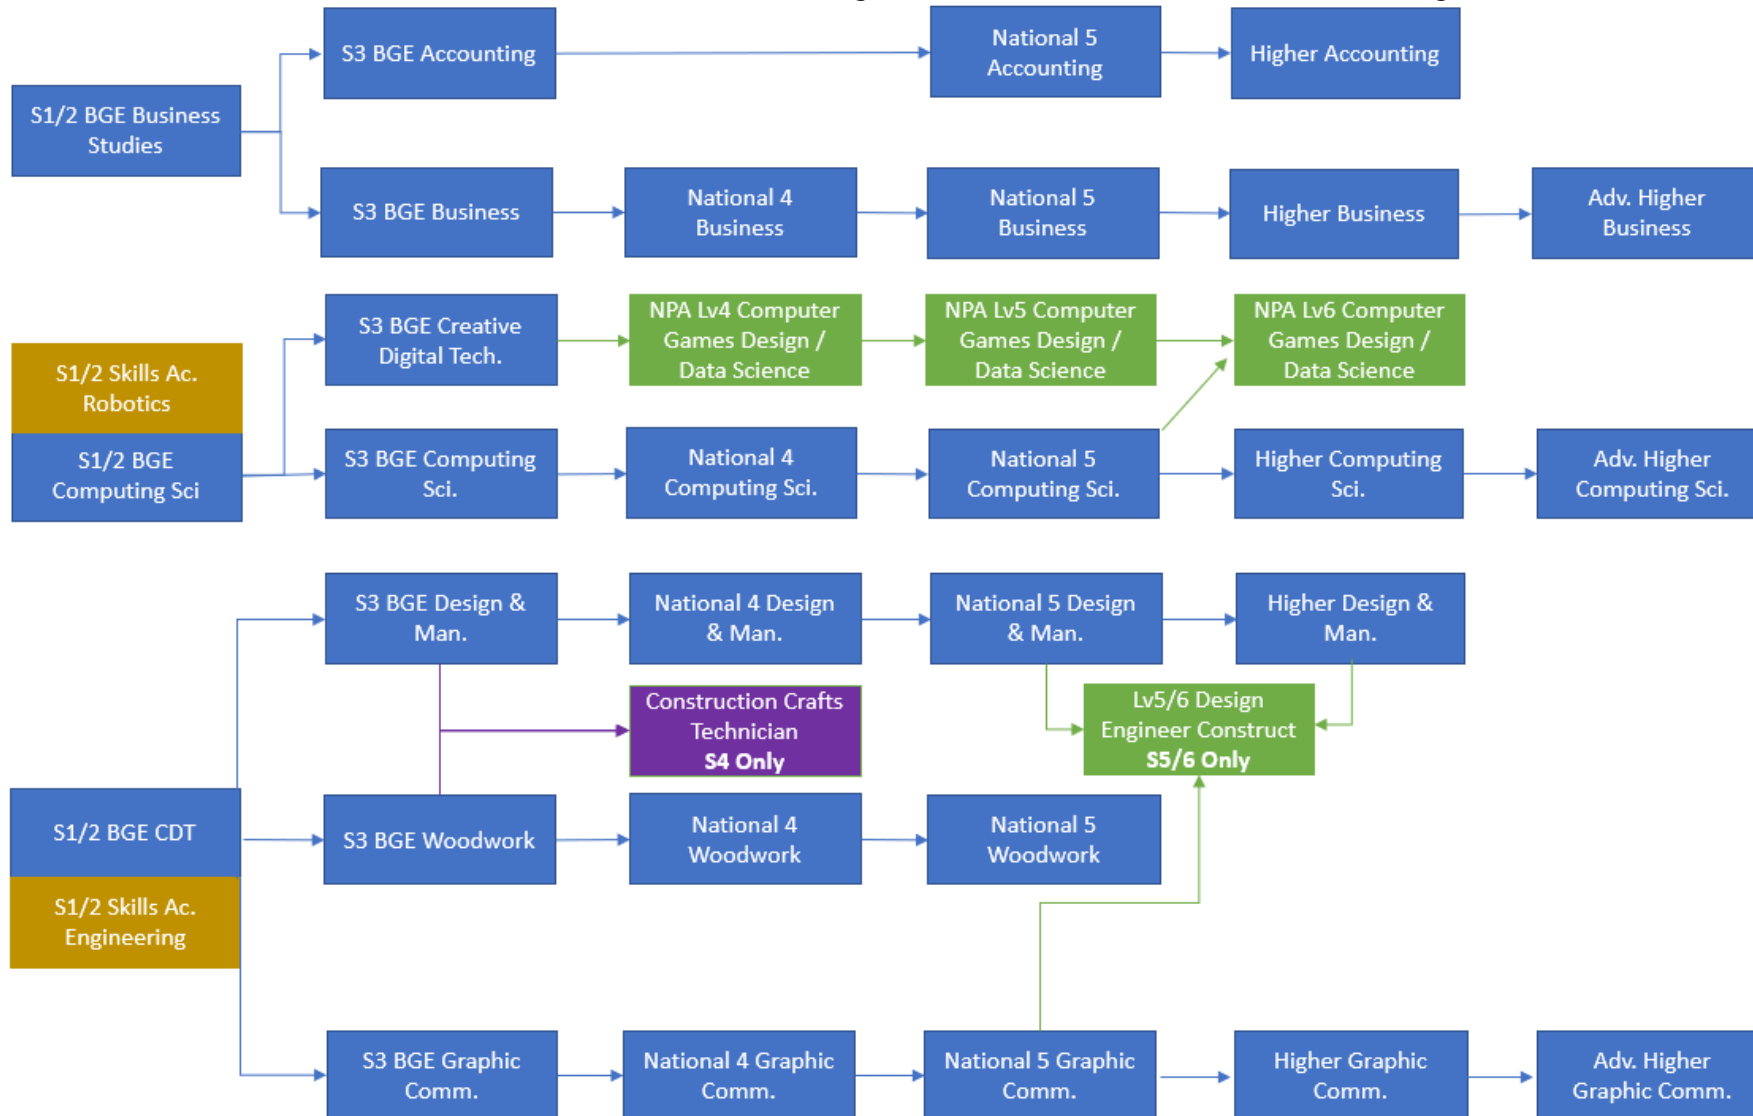 S3 BGE Accounting
National 5
Accounting
Higher Accounting
S1/2 BGE Business
Studies
S3 BGE Business
National 4
Business
National 5
Business
Higher Business
Adv. Higher
Business
S3 BGE Creative
Digital Tech.
NPA Lv4 Computer
Games Design /
Data Science
NPA Lv5 Computer
Games Design /
Data Science
NPA Lv6 Computer
Games Design /
Data Science
S1/2 Skills Ac.
Robotics
S1/2 BGE
Computing Sci
S3 BGE Computing
Sci.
National 4
Computing Sci.
National 5
Computing Sci.
Higher Computing
Sci.
Adv. Higher
Computing Sci.
S3 BGE Design &
Man.
National 4 Design
& Man.
National 5 Design
& Man.
Higher Design &
Man.
Construction Crafts
Technician
S4 Only
Lv5/6 Design
Engineer Construct
S5/6 Only
S1/2 BGE CDT
S3 BGE Woodwork
National 4
Woodwork
National 5
Woodwork
S1/2 Skills Ac.
Engineering
S3 BGE Graphic
Comm.
National 4 Graphic
Comm.
National 5 Graphic
Comm.
Higher Graphic
Comm.
Adv. Higher
Graphic Comm.